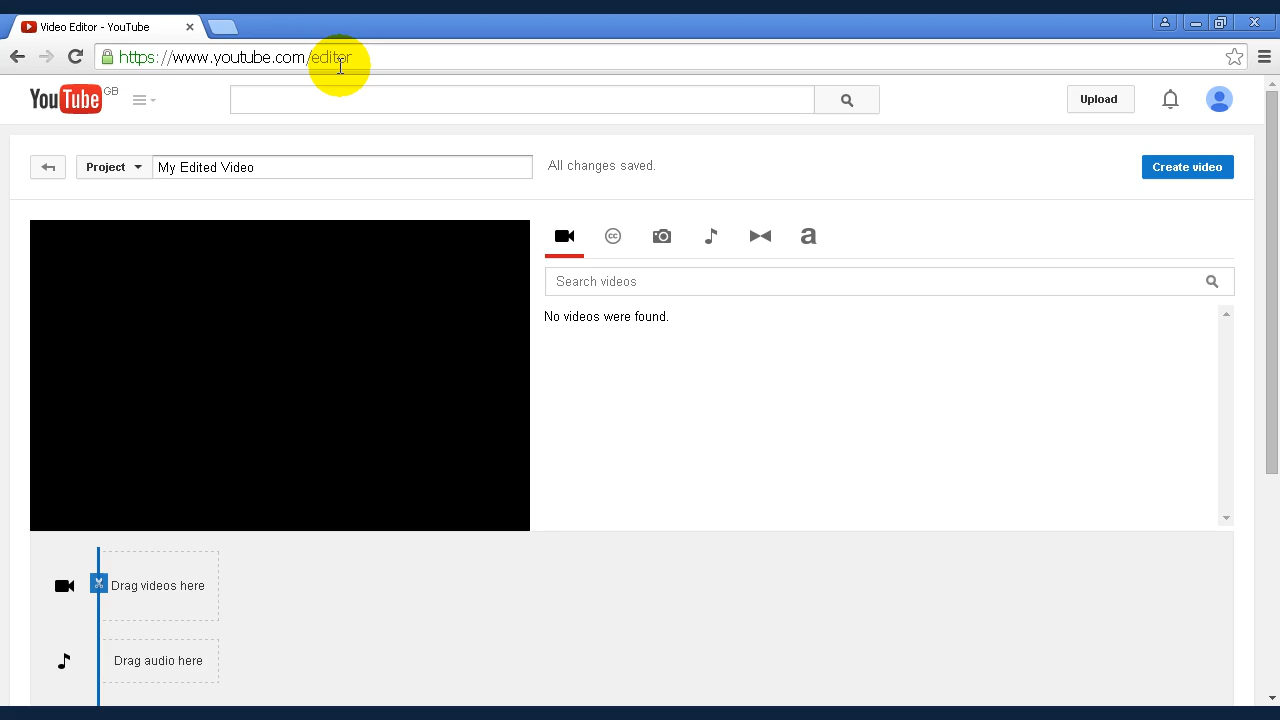 Video Editor - YouTube
https://www.youtube.com/editor
YouTube GB
Upload
Project
My Edited Video
All changes saved.
Create video
cc
a
Search videos
No videos were found.
Drag videos here
Drag audio here